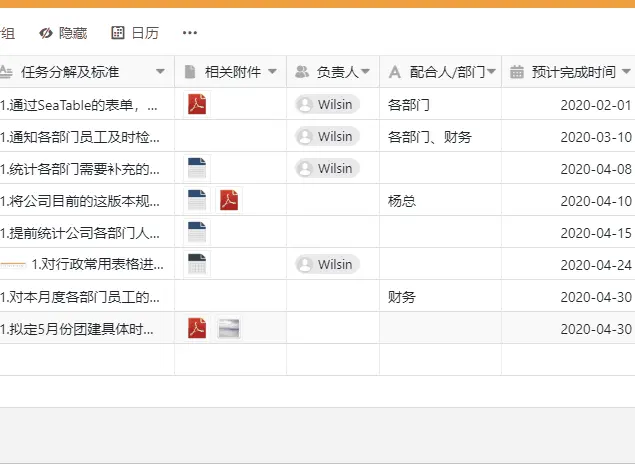 组 隐藏 日历 •••
任务分解及标准 相关附件 负责人 A 配合人/部门 预计完成时间
1.通过SeaTable的表单，... Wilsin 各部门 2020-02-01
1.通知各部门员工及时检... Wilsin 各部门、财务 2020-03-10
1.统计各部门需要补充的... Wilsin 2020-04-08
1.将公司目前的这版本规... 杨总 2020-04-10
1.提前统计公司各部门人... 2020-04-15
1.对行政常用表格进... Wilsin 2020-04-24
1.对本月度各部门员工的... 财务 2020-04-30
1.拟定5月份团建具体时... 2020-04-30